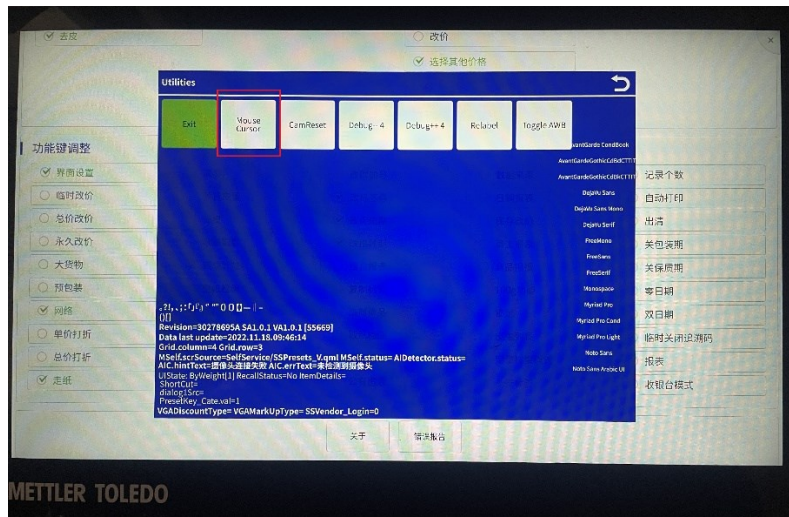 去皮
改价
选择其他价格
Utilities
Exit
Mouse Cursor
CamReset
Debug-- 4
Debug++ 4
Relabel
Toggle AWB
AvantGarde CondBook
AvantGardeGothicCdBdCTTIT
AvantGardeGothicCdBkCTTIT
DejaVu Sans
DejaVu Sans Mono
DejaVu Serif
FreeMono
FreeSans
FreeSerif
Monospace
Myriad Pro
Myriad Pro Cond
Myriad Pro Light
Noto Sans
Noto Sans Arabic UI
功能键调整
界面设置
临时改价
总价改价
永久改价
大货物
预包装
网络
单价打折
总价打折
走纸
记录个数
自动打印
出清
关包装期
关保质期
零日期
双日期
临时关闭追溯码
报表
收银台模式
Revision=30278695A SA1.0.1 VA1.0.1 [55669]
Data last update=2022.11.18.09:46:14
Grid.column=4 Grid.row=3
MSelf.scrSource=SelfService/SSPresets_V.qml MSelf.status= AIDetector.status=
AIC.hintText=摄像头连接失败 AIC.errText=未检测到摄像头
UIState: ByWeight[1] RecallStatus=No ItemDetails=
ShortCut=
dialog1Src=
PresetKey_Cate.val=1
VGADiscountType= VGAMarkUpType= SSVendor_Login=0
关于
错误报告
METTLER TOLEDO